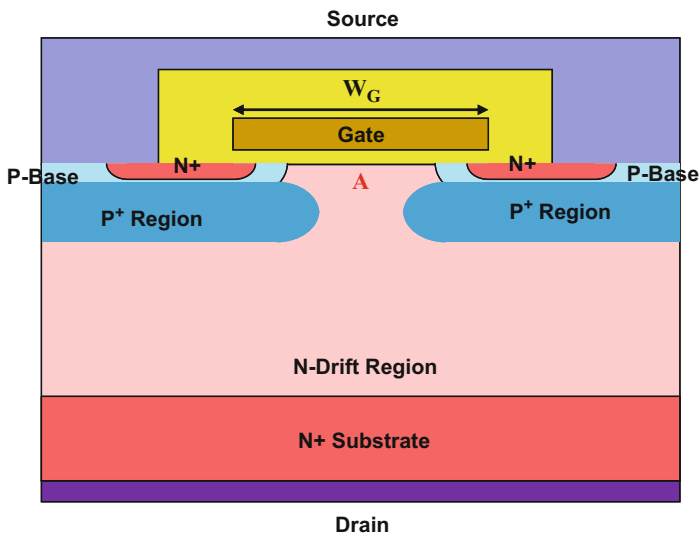 Source
W_G
Gate
N+
N+
P-Base
P-Base
A
P⁺ Region
P⁺ Region
N-Drift Region
N+ Substrate
Drain